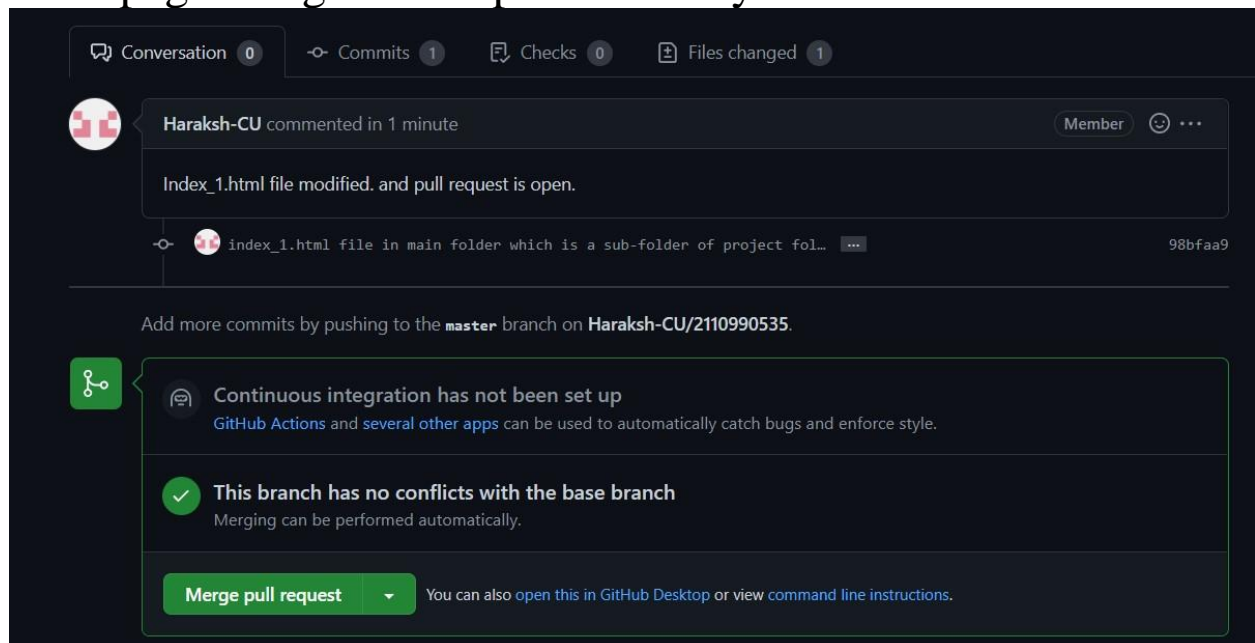 Conversation 0 Commits 1 Checks 0 Files changed 1
Haraksh-CU commented in 1 minute Member
Index_1.html file modified. and pull request is open.
index_1.html file in main folder which is a sub-folder of project fol… ... 98bfaa9
Add more commits by pushing to the master branch on Haraksh-CU/2110990535.
Continuous integration has not been set up
GitHub Actions and several other apps can be used to automatically catch bugs and enforce style.
This branch has no conflicts with the base branch
Merging can be performed automatically.
Merge pull request You can also open this in GitHub Desktop or view command line instructions.